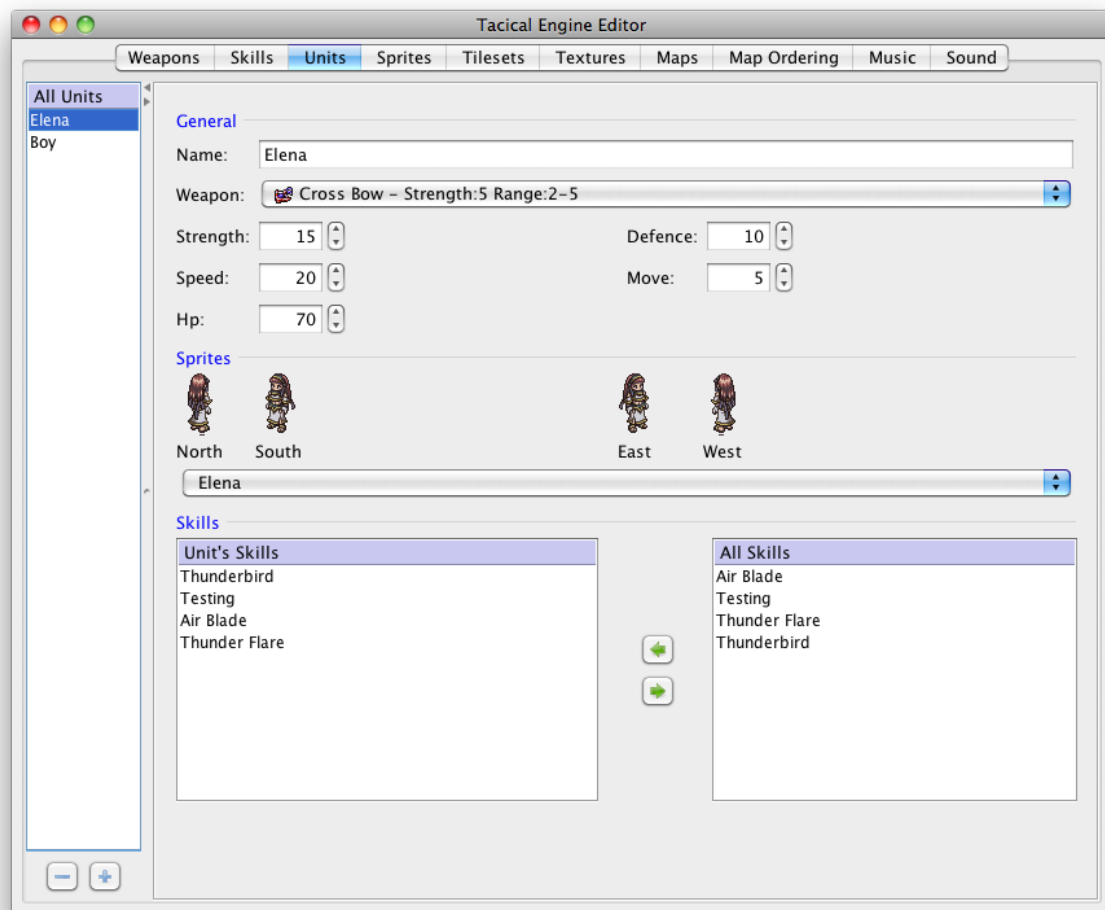 Tacical Engine Editor
Weapons Skills Units Sprites Tilesets Textures Maps Map Ordering Music Sound
All Units
Elena
Boy
General
Name: Elena
Weapon: Cross Bow – Strength:5 Range:2–5
Strength: 15 Defence: 10
Speed: 20 Move: 5
Hp: 70
Sprites
North South East West
Elena
Skills
Unit's Skills
Thunderbird
Testing
Air Blade
Thunder Flare
All Skills
Air Blade
Testing
Thunder Flare
Thunderbird